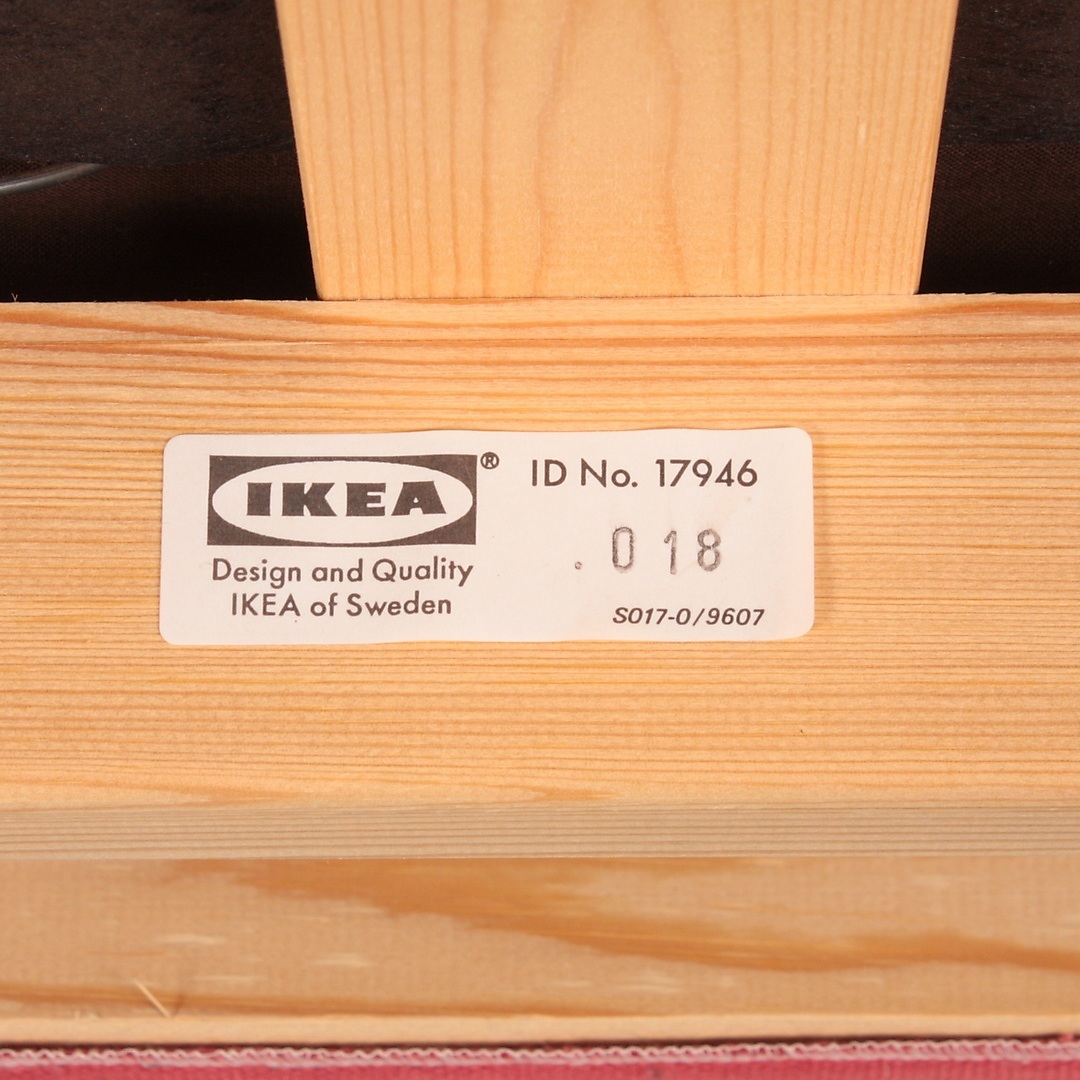 IKEA®
Design and Quality
IKEA of Sweden
ID No. 17946
. 018
S017-0/9607